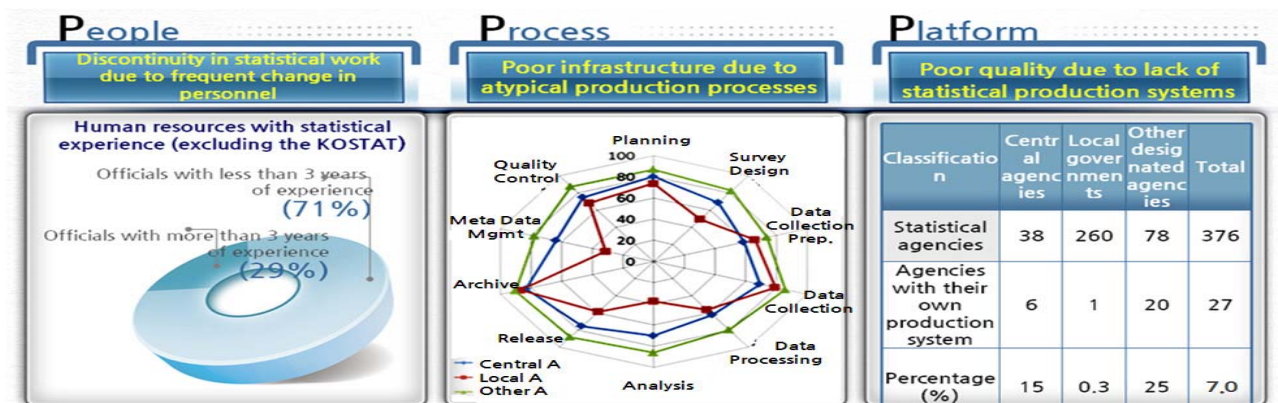 People
Discontinuity in statistical work
due to frequent change in
personnel
Human resources with statistical
experience (excluding the KOSTAT)
Officials with less than 3 years
of experience
(71%)
Officials with more than 3 years
of experience
(29%)
Process
Poor infrastructure due to
atypical production processes
Planning
Survey
Design
Data
Collection
Prep.
Data
Collection
Data
Processing
Analysis
Release
Archive
Meta Data
Mgmt
Quality
Control
100
80
60
40
20
0
Central A
Local A
Other A
Platform
Poor quality due to lack of
statistical production systems
Classificatio
n
Centr
al
agenc
ies
Local
gover
nmen
ts
Other
desig
nated
agenc
ies
Total
Statistical
agencies
38 260 78 376
Agencies
with their
own
production
system
6 1 20 27
Percentage
(%)
15 0.3 25 7.0